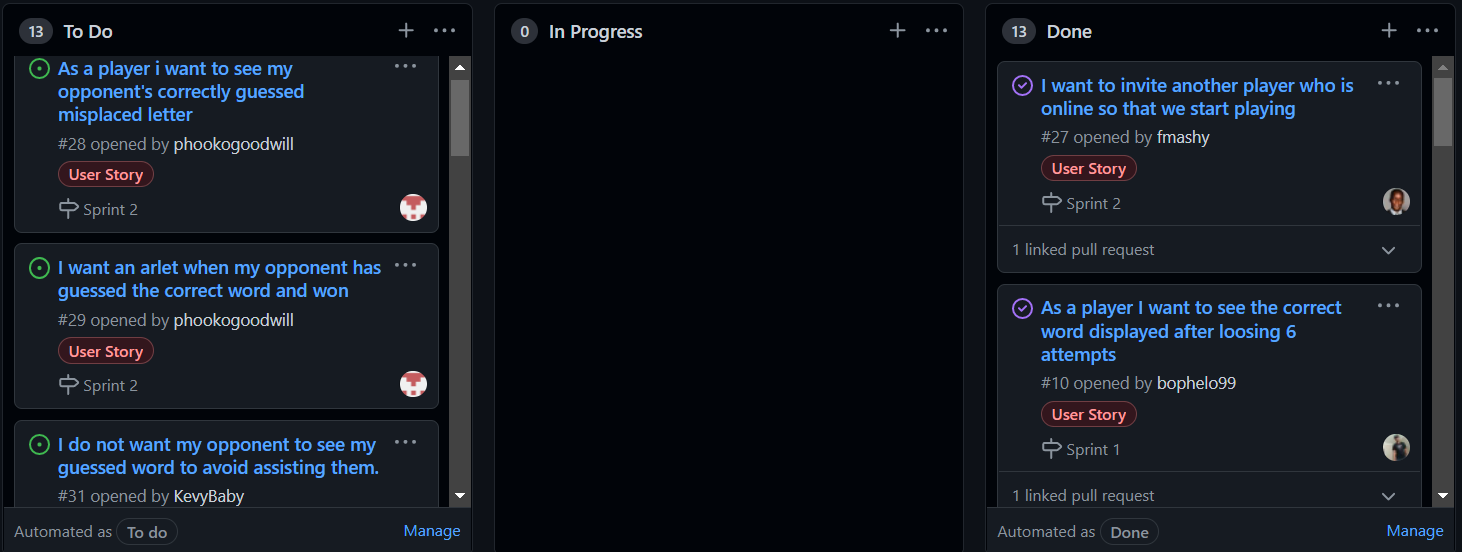 13 To Do
As a player i want to see my
opponent's correctly guessed
misplaced letter
#28 opened by phookogoodwill
User Story
Sprint 2
I want an arlet when my opponent has
guessed the correct word and won
#29 opened by phookogoodwill
User Story
Sprint 2
I do not want my opponent to see my
guessed word to avoid assisting them.
#31 opened by KevyBaby
Automated as To do Manage
0 In Progress
13 Done
I want to invite another player who is
online so that we start playing
#27 opened by fmashy
User Story
Sprint 2
1 linked pull request
As a player I want to see the correct
word displayed after loosing 6
attempts
#10 opened by bophelo99
User Story
Sprint 1
1 linked pull request
Automated as Done Manage